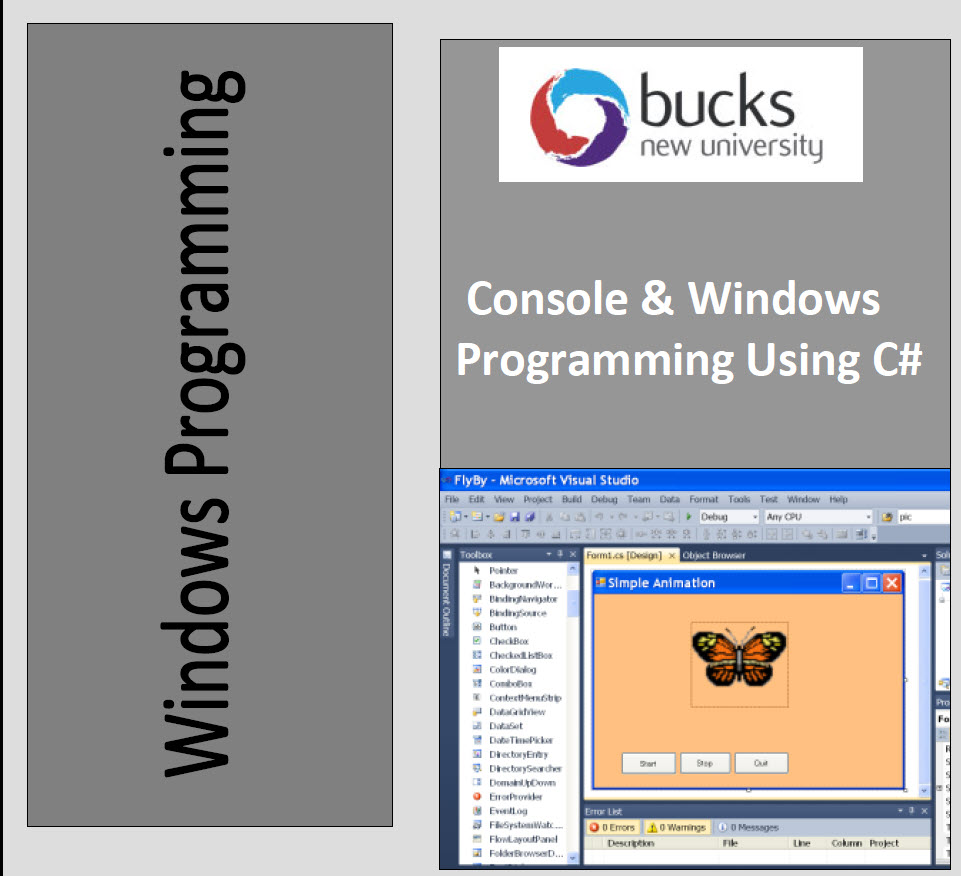 Windows Programming
bucks
new university
Console & Windows
Programming Using C#
FlyBy - Microsoft Visual Studio
File Edit View Project Build Debug Team Data Format Tools Test Window Help
Debug Any CPU pic
Document Outline
Toolbox
Pointer
BackgroundWor...
BindingNavigator
BindingSource
Button
CheckBox
CheckedListBox
ColorDialog
ComboBox
ContextMenuStrip
DataGridView
DataSet
DateTimePicker
DirectoryEntry
DirectorySearcher
DomainUpDown
ErrorProvider
EventLog
FileSystemWatc...
FlowLayoutPanel
FolderBrowserD...
Form1.cs [Design] Object Browser
Simple Animation
Start Stop Quit
Error List
0 Errors 0 Warnings 0 Messages
Description File Line Column Project
Solu
Pro
Fo